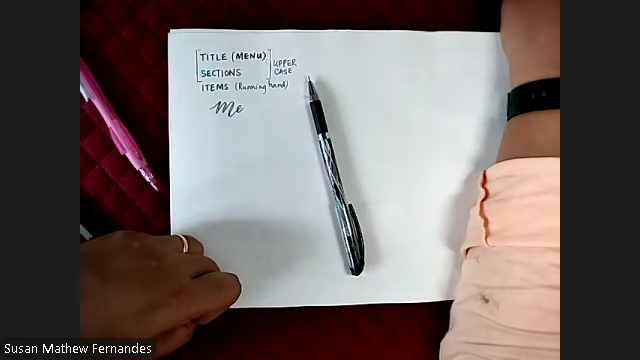 TITLE (MENU)
SECTIONS
UPPER
CASE
ITEMS (Running hand)
Me
Susan Mathew Fernandes